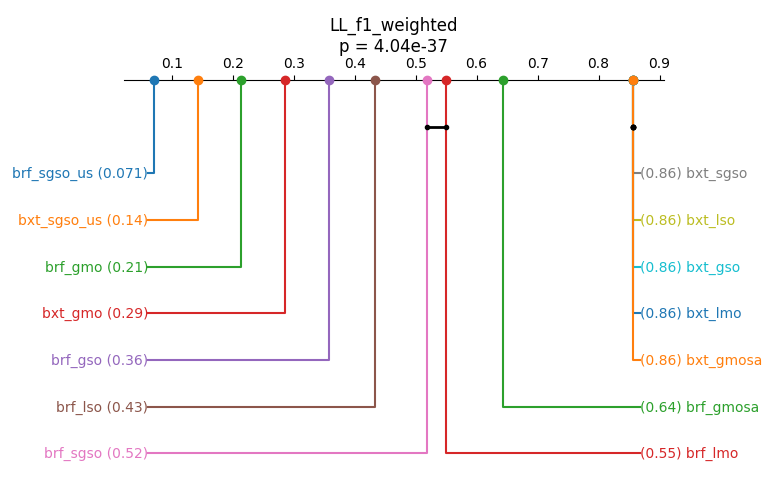 LL_f1_weighted
p = 4.04e-37
0.1 0.2 0.3 0.4 0.5 0.6 0.7 0.8 0.9
brf_sgso_us (0.071) (0.86) bxt_sgso
bxt_sgso_us (0.14) (0.86) bxt_lso
brf_gmo (0.21) (0.86) bxt_gso
bxt_gmo (0.29) (0.86) bxt_lmo
brf_gso (0.36) (0.86) bxt_gmosa
brf_lso (0.43) (0.64) brf_gmosa
brf_sgso (0.52) (0.55) brf_lmo